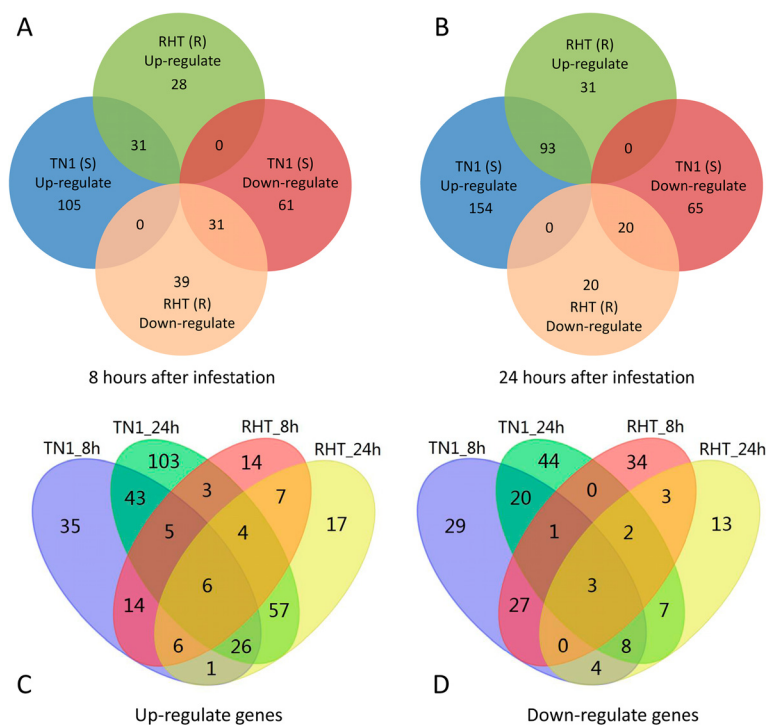 A
RHT (R)
Up-regulate
28
31
0
TN1 (S)
Up-regulate
105
TN1 (S)
Down-regulate
61
0
31
39
RHT (R)
Down-regulate
8 hours after infestation
B
RHT (R)
Up-regulate
31
93
0
TN1 (S)
Up-regulate
154
TN1 (S)
Down-regulate
65
0
20
20
RHT (R)
Down-regulate
24 hours after infestation
TN1_8h
TN1_24h
RHT_8h
RHT_24h
103
14
43
3
7
35
5
4
17
6
14
57
6
26
1
C
Up-regulate genes
TN1_8h
TN1_24h
RHT_8h
RHT_24h
44
34
20
0
3
29
1
2
13
3
27
7
0
8
4
D
Down-regulate genes